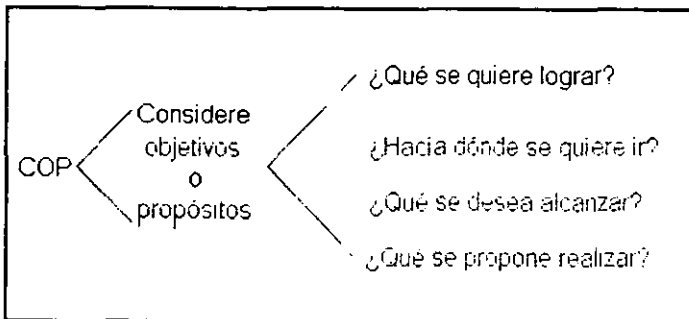 COP
Considere
objetivos
o
propósitos
¿Qué se quiere lograr?
¿Hacia dónde se quiere ir?
¿Qué se desea alcanzar?
¿Qué se propone realizar?